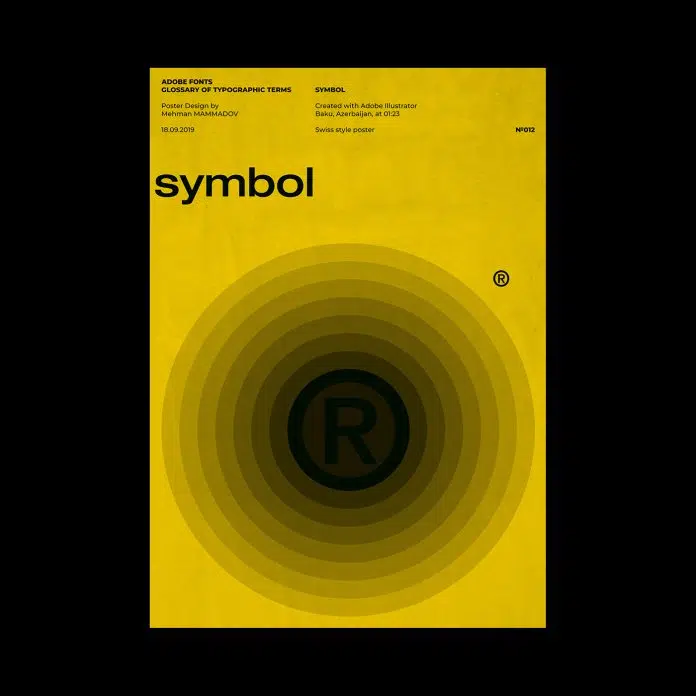 ADOBE FONTS
GLOSSARY OF TYPOGRAPHIC TERMS
SYMBOL
Poster Design by
Mehman MAMMADOV
Created with Adobe Illustrator
Baku, Azerbaijan, at 01:23
18.09.2019
Swiss style poster
Nº012
symbol
®
®